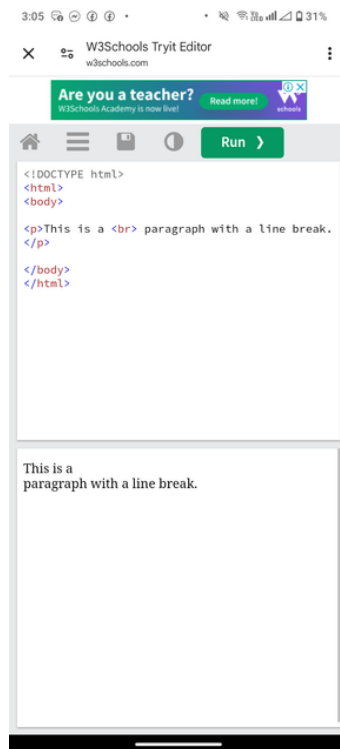 3:05 31%
W3Schools Tryit Editor
w3schools.com
Are you a teacher?
W3Schools Academy is now live!
Read more!
schools
Run ❯
<!DOCTYPE html>
<html>
<body>
<p>This is a <br> paragraph with a line break.
</p>
</body>
</html>
This is a
paragraph with a line break.